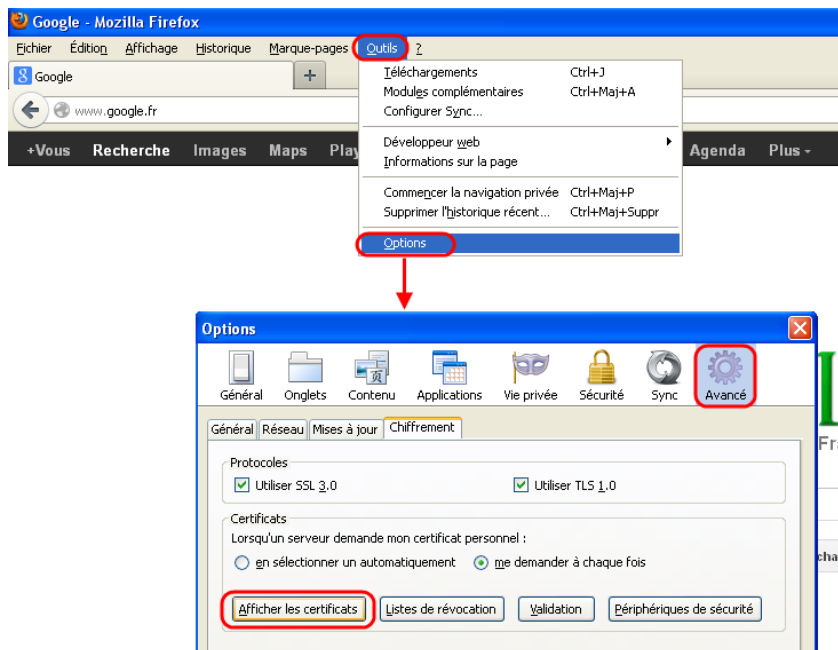 Google - Mozilla Firefox
Fichier Édition Affichage Historique Marque-pages Outils ?
Google +
www.google.fr
+Vous Recherche Images Maps Play Agenda Plus
Téléchargements Ctrl+J
Modules complémentaires Ctrl+Maj+A
Configurer Sync...
Développeur web
Informations sur la page
Commencer la navigation privée Ctrl+Maj+P
Supprimer l'historique récent... Ctrl+Maj+Suppr
Options
Options
Général Onglets Contenu Applications Vie privée Sécurité Sync Avancé
Général Réseau Mises à jour Chiffrement
Protocoles
Utiliser SSL 3.0 Utiliser TLS 1.0
Certificats
Lorsqu'un serveur demande mon certificat personnel :
en sélectionner un automatiquement me demander à chaque fois
Afficher les certificats Listes de révocation Validation Périphériques de sécurité
Fra
cha